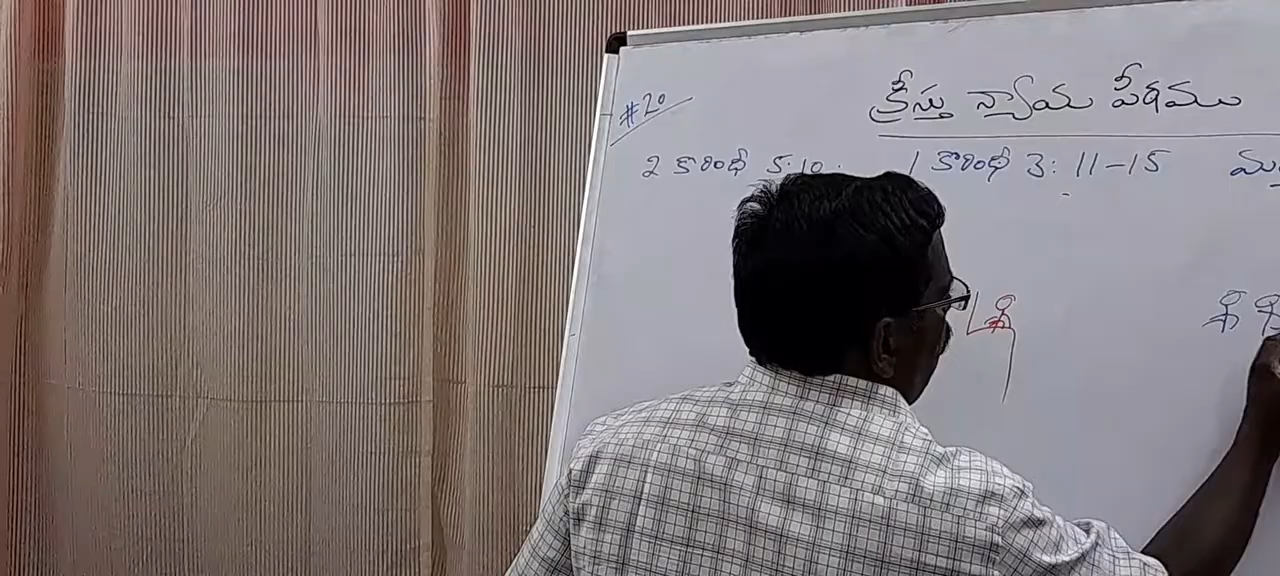 #20
క్రీస్తు న్యాయ పీఠము
2 కొరింథీ 5:10. 1 కొరింథీ 3: 11-15